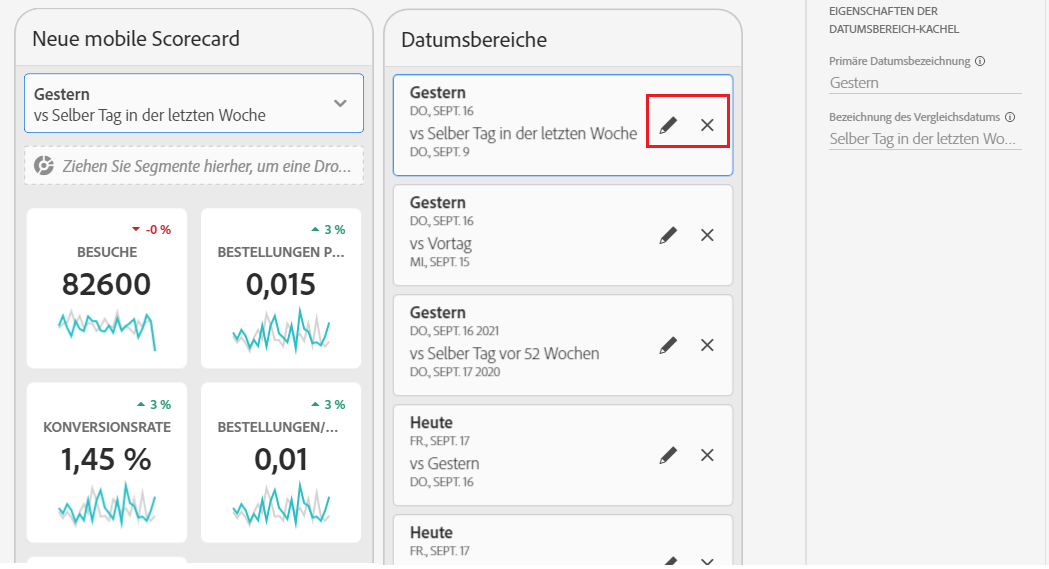 Neue mobile Scorecard
Gestern
vs Selber Tag in der letzten Woche
Ziehen Sie Segmente hierher, um eine Dro...
-0 %
BESUCHE
82600
3 %
BESTELLUNGEN P...
0,015
3 %
KONVERSIONSRATE
1,45 %
3 %
BESTELLUNGEN/...
0,01
Datumsbereiche
Gestern
DO., SEPT. 16
vs Selber Tag in der letzten Woche
DO., SEPT. 9
Gestern
DO., SEPT. 16
vs Vortag
MI., SEPT. 15
Gestern
DO., SEPT. 16 2021
vs Selber Tag vor 52 Wochen
DO., SEPT. 17 2020
Heute
FR., SEPT. 17
vs Gestern
DO., SEPT. 16
Heute
FR., SEPT. 17
EIGENSCHAFTEN DER
DATUMSBEREICH-KACHEL
Primäre Datumsbezeichnung
Gestern
Bezeichnung des Vergleichsdatums
Selber Tag in der letzten Wo...